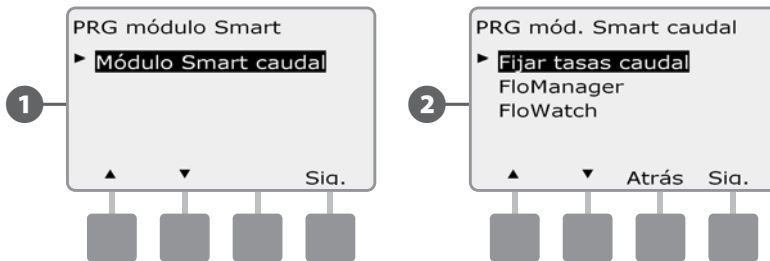 1
PRG módulo Smart
Módulo Smart caudal
Sig.
2
PRG mód. Smart caudal
Fijar tasas caudal
FloManager
FloWatch
Atrás Sig.